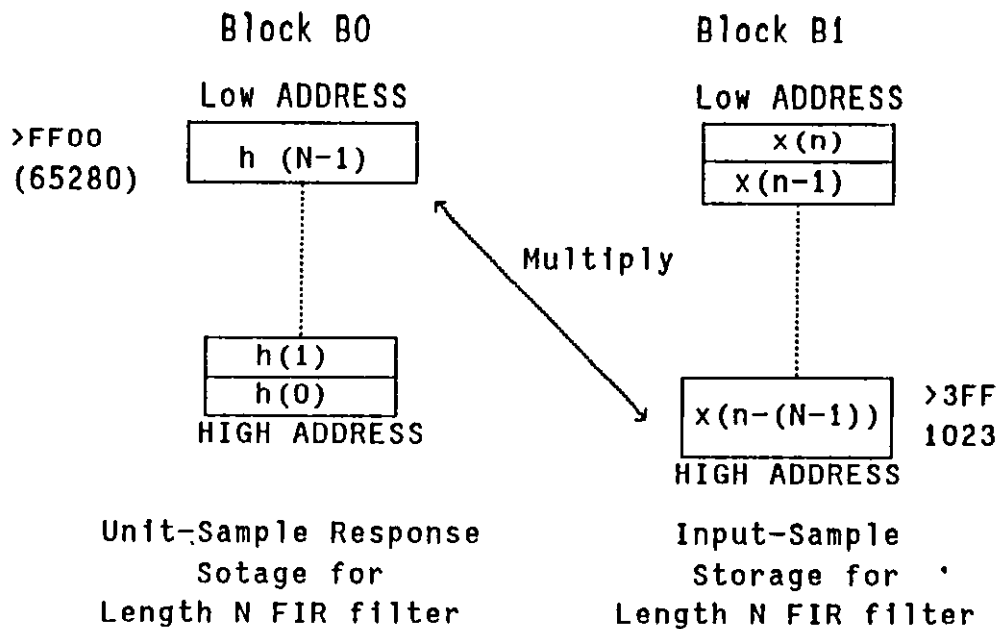 Block B0
Low ADDRESS
>FF00
(65280)
h (N-1)
h(1)
h(0)
HIGH ADDRESS
Unit-Sample Response
Sotage for
Length N FIR filter
Multiply
Block B1
Low ADDRESS
x(n)
x(n-1)
x(n-(N-1))
>3FF
1023
HIGH ADDRESS
Input-Sample
Storage for
Length N FIR filter